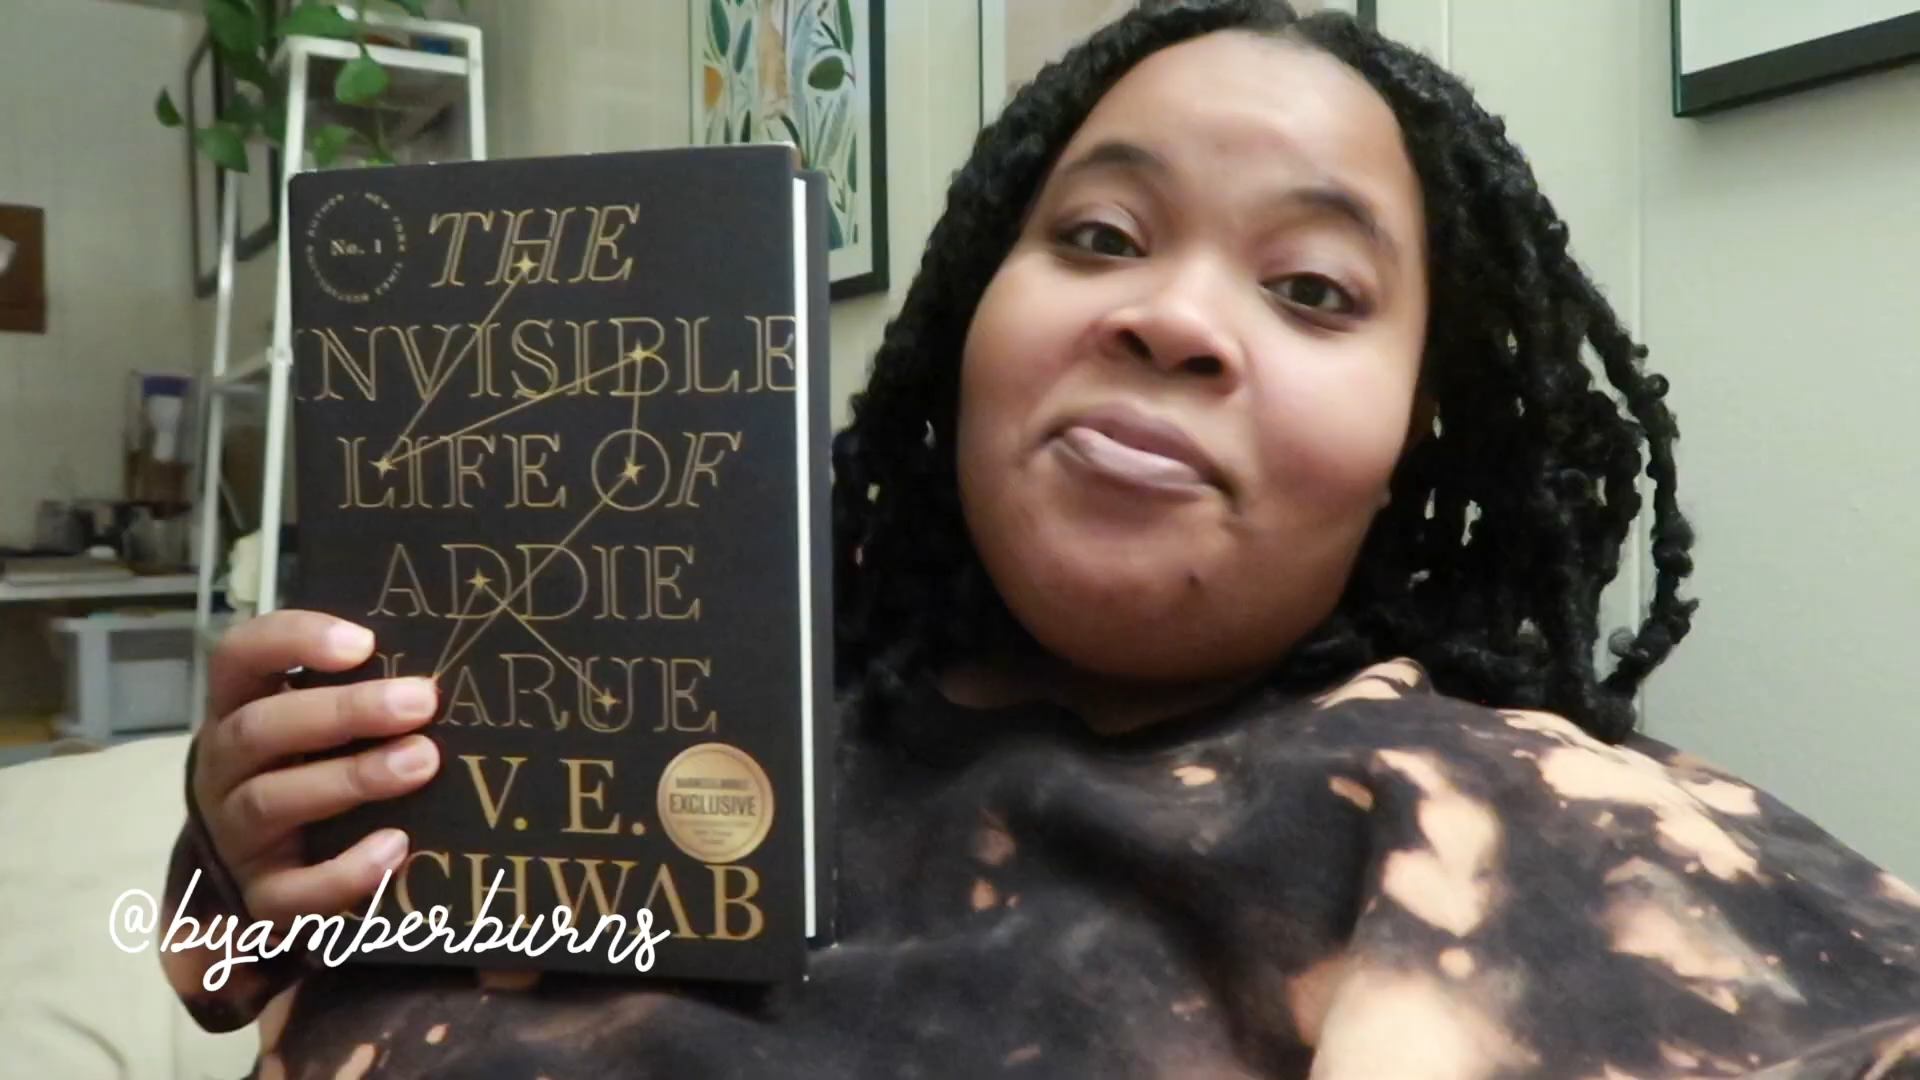 No. 1
THE
INVISIBLE
LIFE OF
ADDIE
LARUE
V. E.
SCHWAB
EXCLUSIVE
@byamberburns